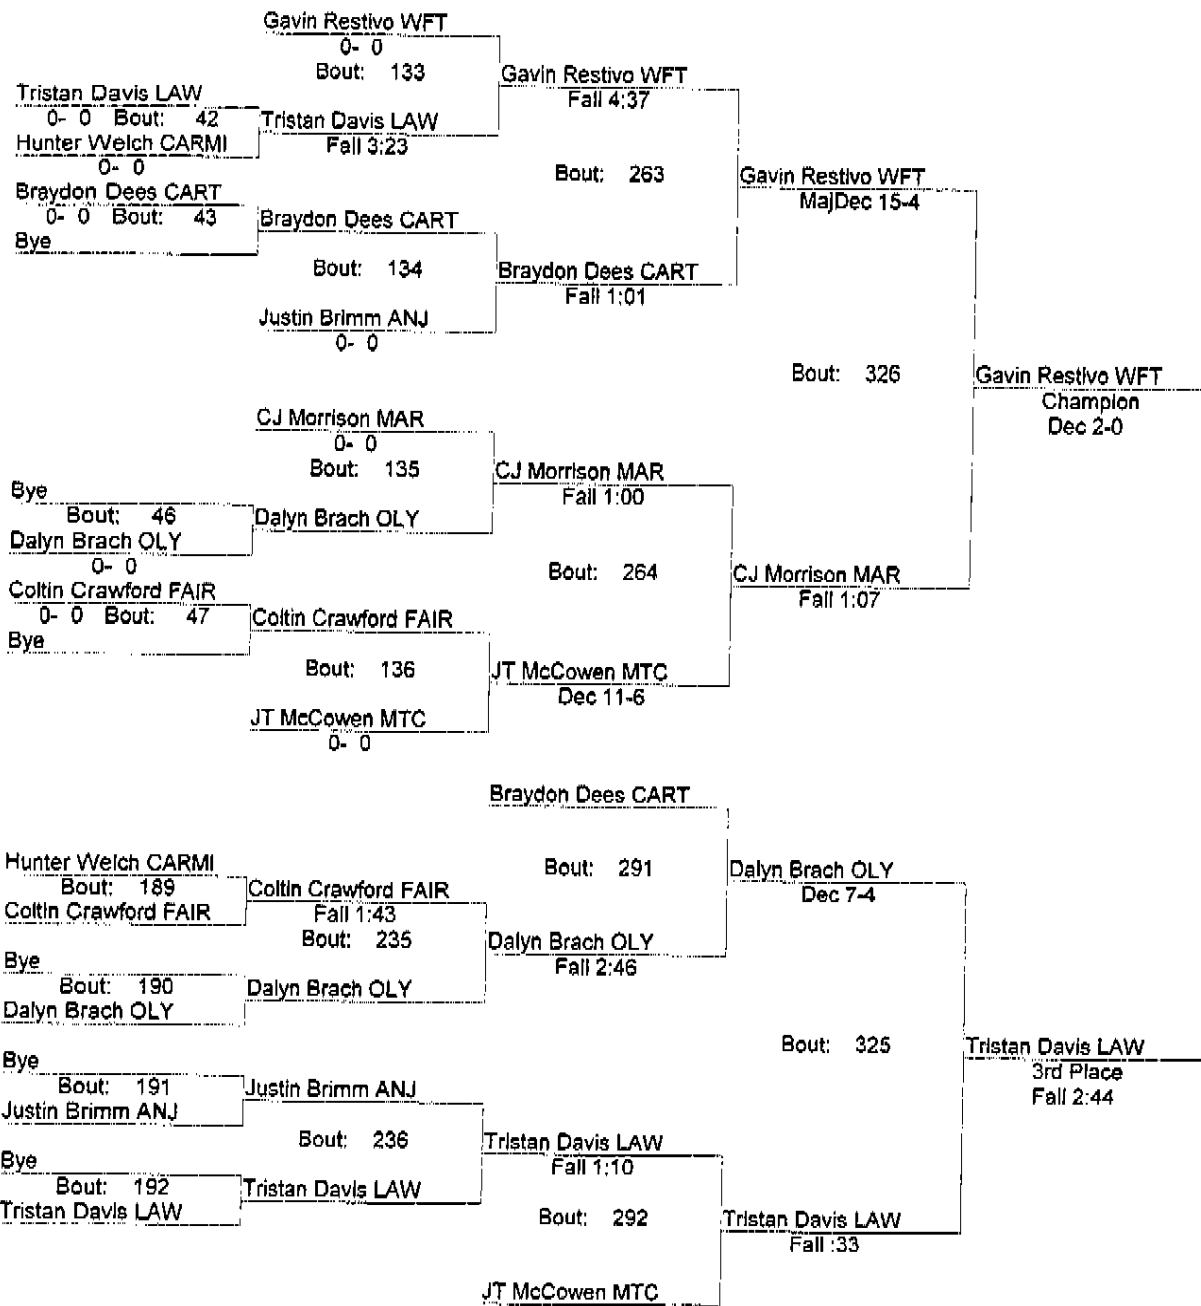 Gavin Restivo WFT
0- 0
Bout: 133
Gavin Restivo WFT
Fall 4:37
Tristan Davis LAW
0- 0 Bout: 42
Tristan Davis LAW
Fall 3:23
Hunter Welch CARMI
0- 0
Bout: 263
Gavin Restivo WFT
MajDec 15-4
Braydon Dees CART
0- 0 Bout: 43
Braydon Dees CART
Bye
Bout: 134
Braydon Dees CART
Fall 1:01
Justin Brimm ANJ
0- 0
Bout: 326
Gavin Restivo WFT
Champion
Dec 2-0
CJ Morrison MAR
0- 0
Bout: 135
CJ Morrison MAR
Fall 1:00
Bye
Bout: 46
Dalyn Brach OLY
Dalyn Brach OLY
0- 0
Bout: 264
CJ Morrison MAR
Fall 1:07
Coltin Crawford FAIR
0- 0 Bout: 47
Coltin Crawford FAIR
Bye
Bout: 136
JT McCowen MTC
Dec 11-6
JT McCowen MTC
0- 0
Braydon Dees CART
Hunter Welch CARMI
Bout: 189
Coltin Crawford FAIR
Coltin Crawford FAIR
Fall 1:43
Bout: 291
Dalyn Brach OLY
Dec 7-4
Bout: 235
Dalyn Brach OLY
Fall 2:46
Bye
Bout: 190
Dalyn Brach OLY
Dalyn Brach OLY
Bout: 325
Tristan Davis LAW
3rd Place
Fall 2:44
Bye
Bout: 191
Justin Brimm ANJ
Justin Brimm ANJ
Bout: 236
Tristan Davis LAW
Fall 1:10
Bye
Bout: 192
Tristan Davis LAW
Tristan Davis LAW
Bout: 292
Tristan Davis LAW
Fall :33
JT McCowen MTC